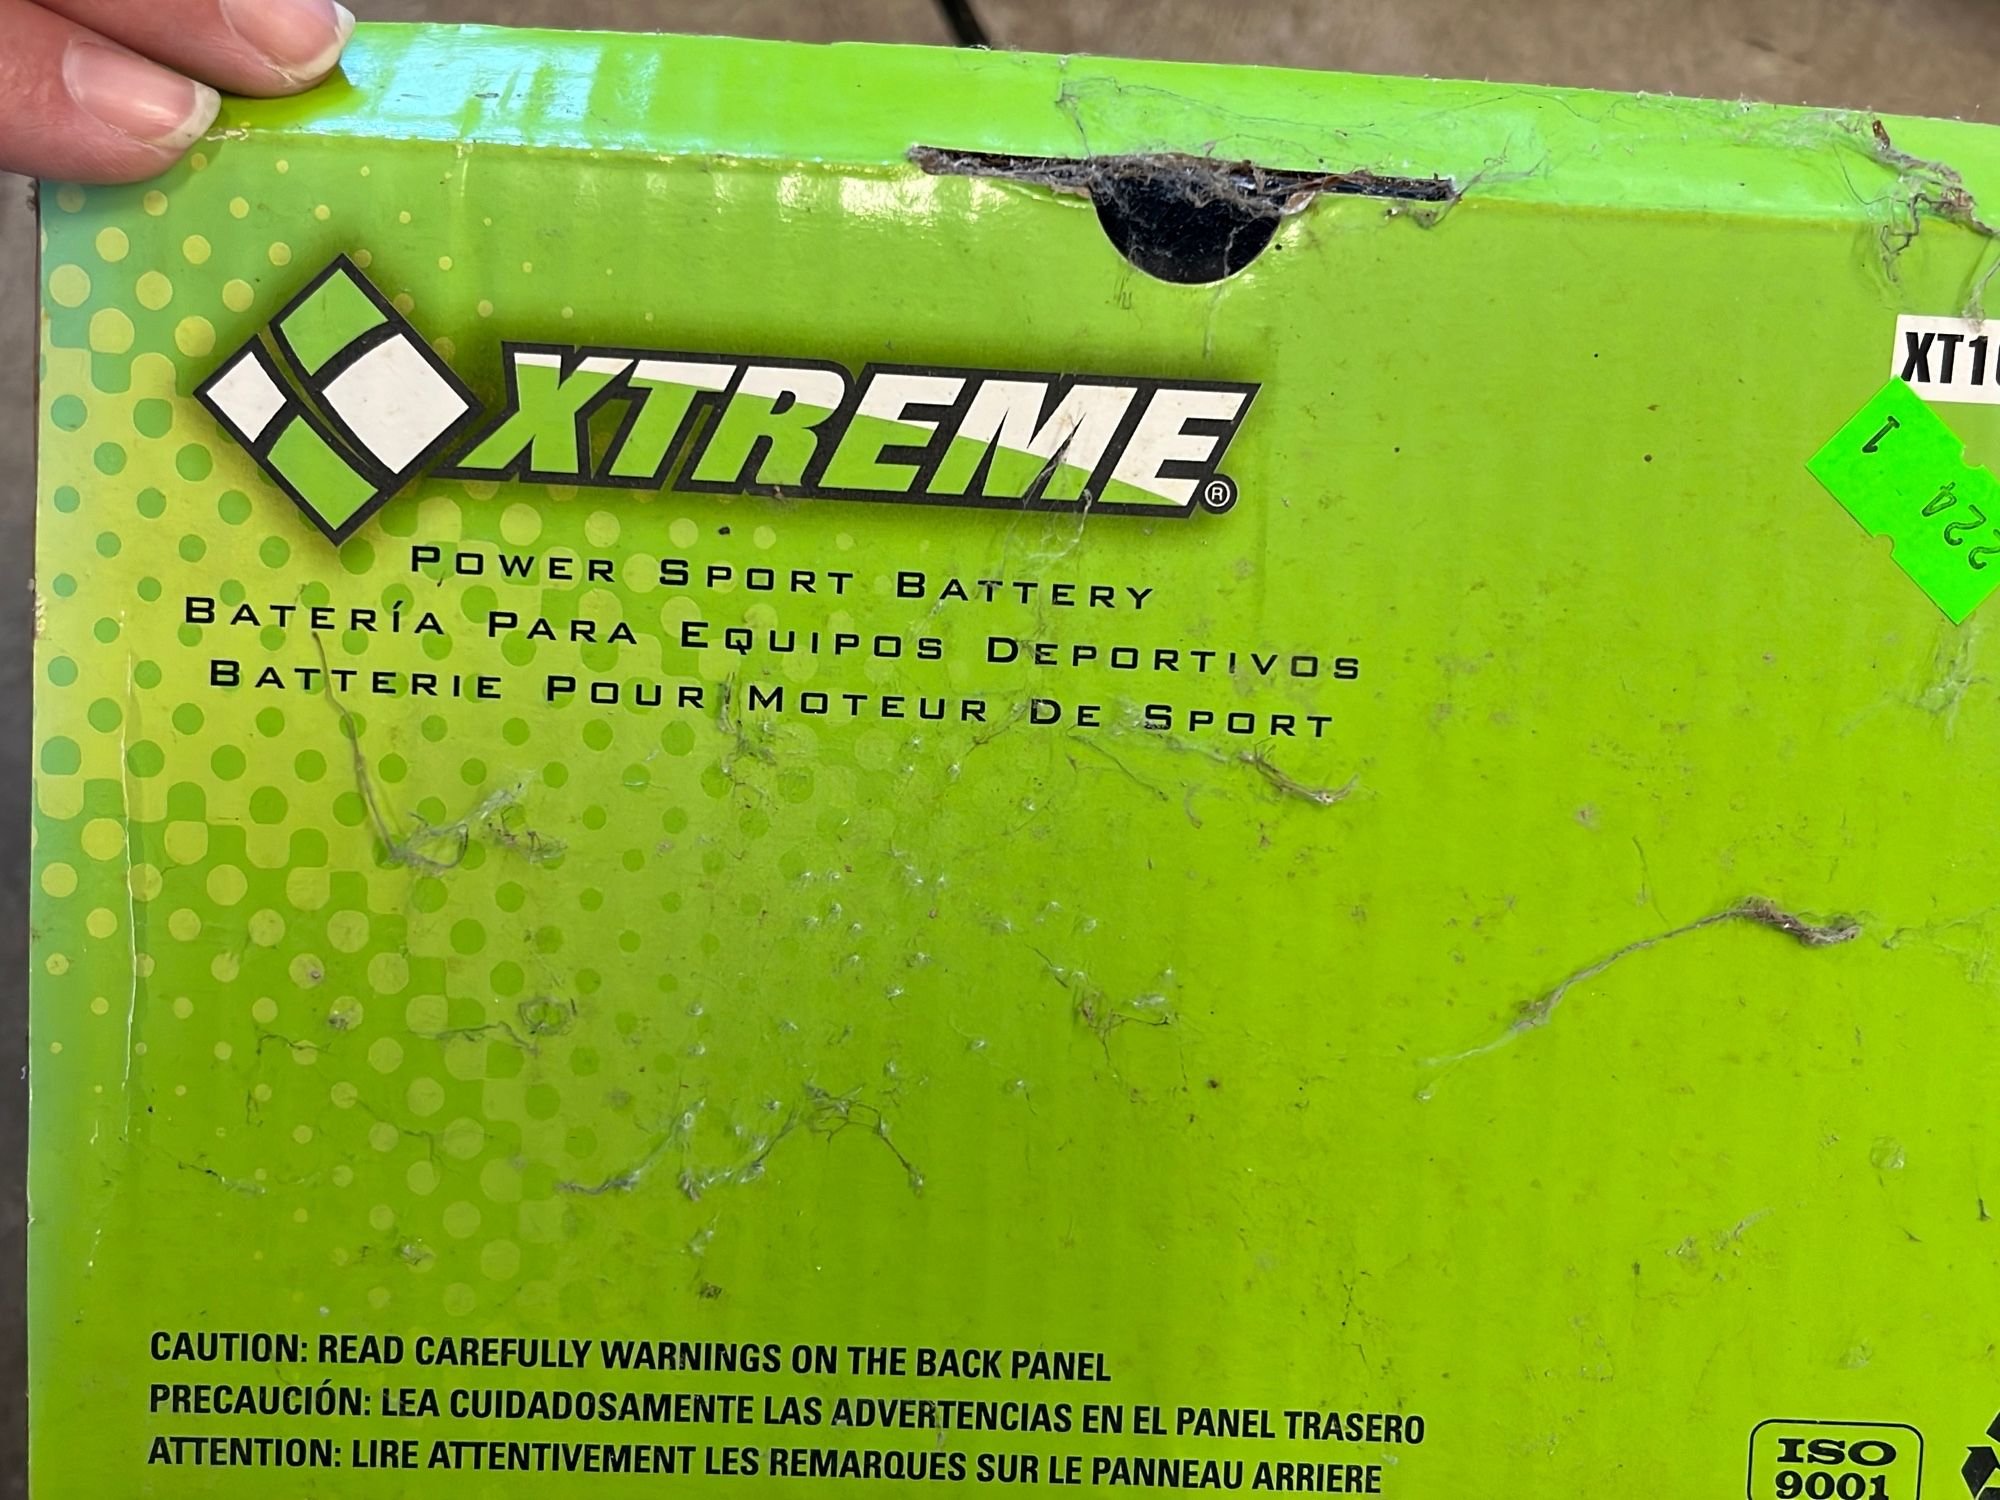 XTREME®
POWER SPORT BATTERY
BATERÍA PARA EQUIPOS DEPORTIVOS
BATTERIE POUR MOTEUR DE SPORT
1
224
CAUTION: READ CAREFULLY WARNINGS ON THE BACK PANEL
PRECAUCIÓN: LEA CUIDADOSAMENTE LAS ADVERTENCIAS EN EL PANEL TRASERO
ATTENTION: LIRE ATTENTIVEMENT LES REMARQUES SUR LE PANNEAU ARRIERE
ISO
9001